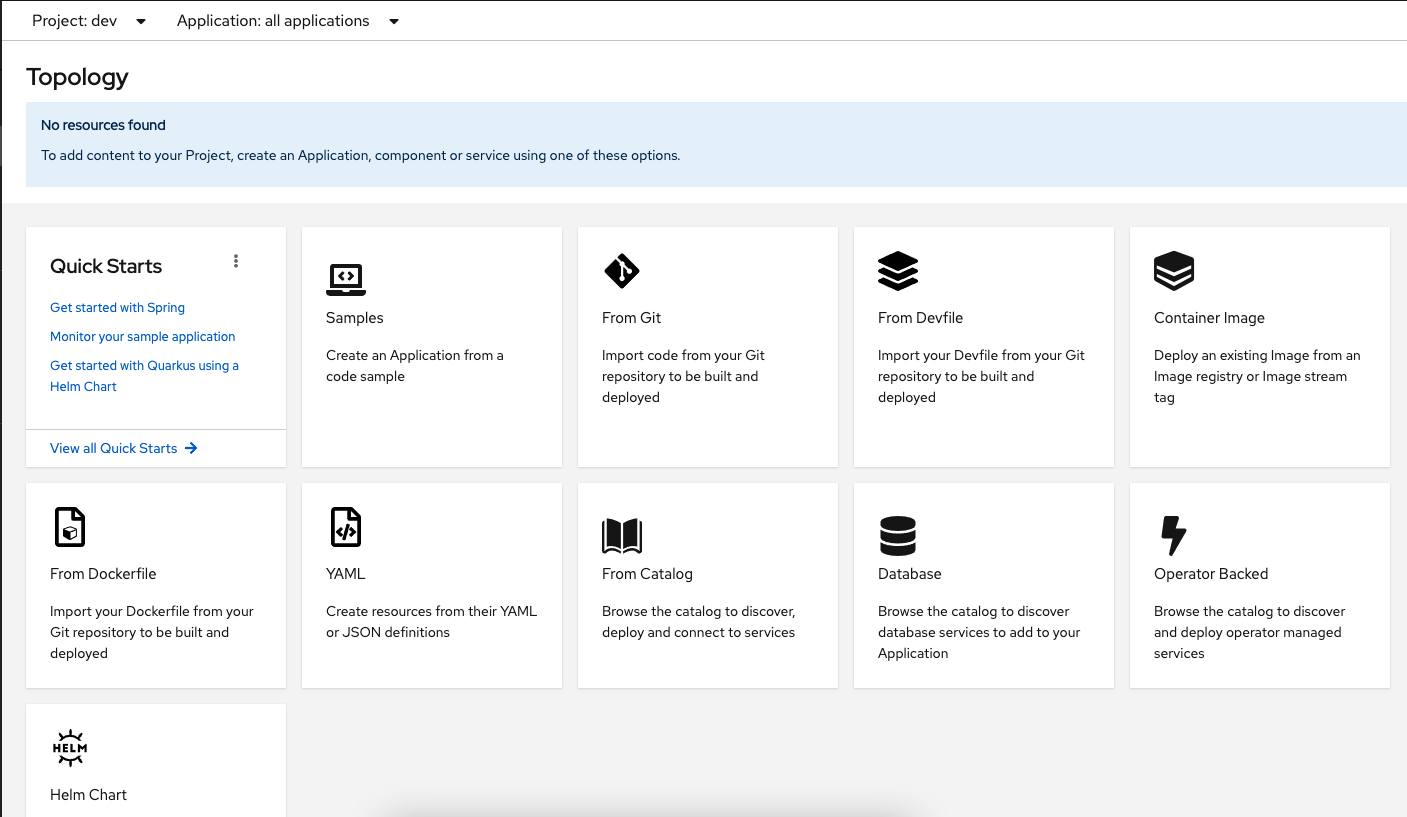 Project: dev
Application: all applications
Topology
No resources found
To add content to your Project, create an Application, component or service using one of these options.
Quick Starts
Get started with Spring
Monitor your sample application
Get started with Quarkus using a
Helm Chart
View all Quick Starts
Samples
Create an Application from a
code sample
From Git
Import code from your Git
repository to be built and
deployed
From Devfile
Import your Devfile from your Git
repository to be built and
deployed
Container Image
Deploy an existing Image from an
Image registry or Image stream
tag
From Dockerfile
Import your Dockerfile from your
Git repository to be built and
deployed
YAML
Create resources from their YAML
or JSON definitions
From Catalog
Browse the catalog to discover,
deploy and connect to services
Database
Browse the catalog to discover
database services to add to your
Application
Operator Backed
Browse the catalog to discover
and deploy operator managed
services
HELM
Helm Chart